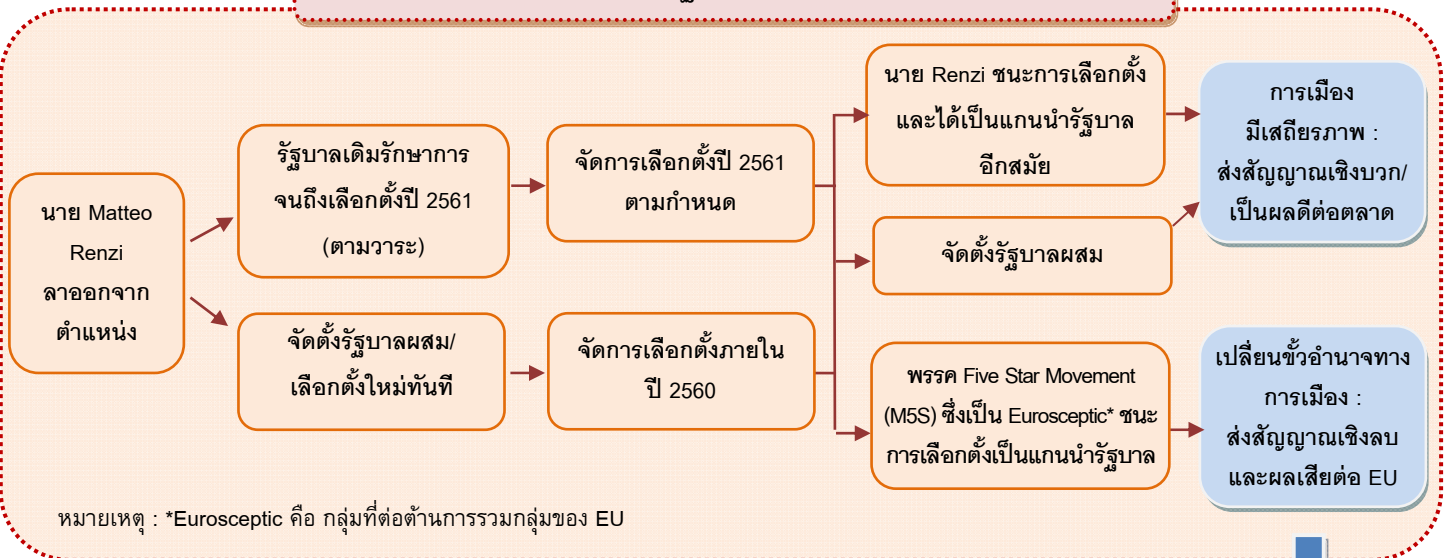 นาย Matteo
Renzi
ลาออกจาก
ตำแหน่ง
รัฐบาลเดิมรักษาการ
จนถึงเลือกตั้งปี 2561
(ตามวาระ)
จัดตั้งรัฐบาลผสม/
เลือกตั้งใหม่ทันที
จัดการเลือกตั้งปี 2561
ตามกำหนด
จัดการเลือกตั้งภายใน
ปี 2560
นาย Renzi ชนะการเลือกตั้ง
และได้เป็นแกนนำรัฐบาล
อีกสมัย
จัดตั้งรัฐบาลผสม
พรรค Five Star Movement
(M5S) ซึ่งเป็น Eurosceptic* ชนะ
การเลือกตั้งเป็นแกนนำรัฐบาล
การเมือง
มีเสถียรภาพ :
ส่งสัญญาณเชิงบวก/
เป็นผลดีต่อตลาด
เปลี่ยนขั้วอำนาจทาง
การเมือง :
ส่งสัญญาณเชิงลบ
และผลเสียต่อ EU
หมายเหตุ : *Eurosceptic คือ กลุ่มที่ต่อต้านการรวมกลุ่มของ EU